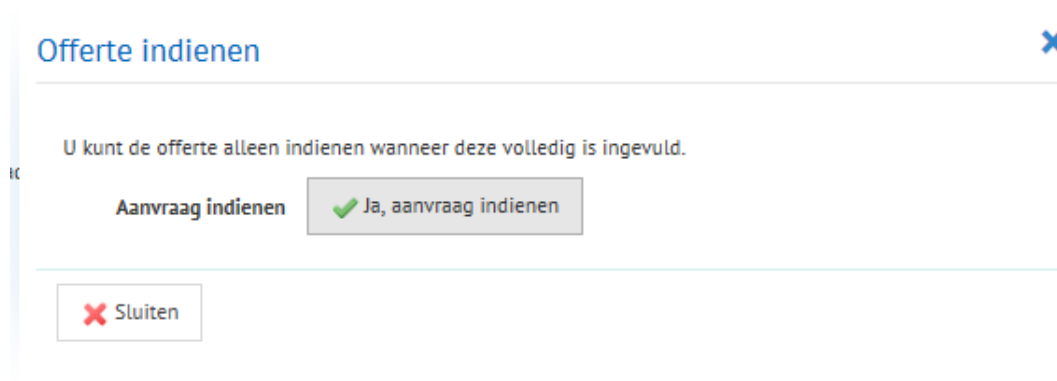 Offerte indienen
U kunt de offerte alleen indienen wanneer deze volledig is ingevuld.
Aanvraag indienen Ja, aanvraag indienen
Sluiten